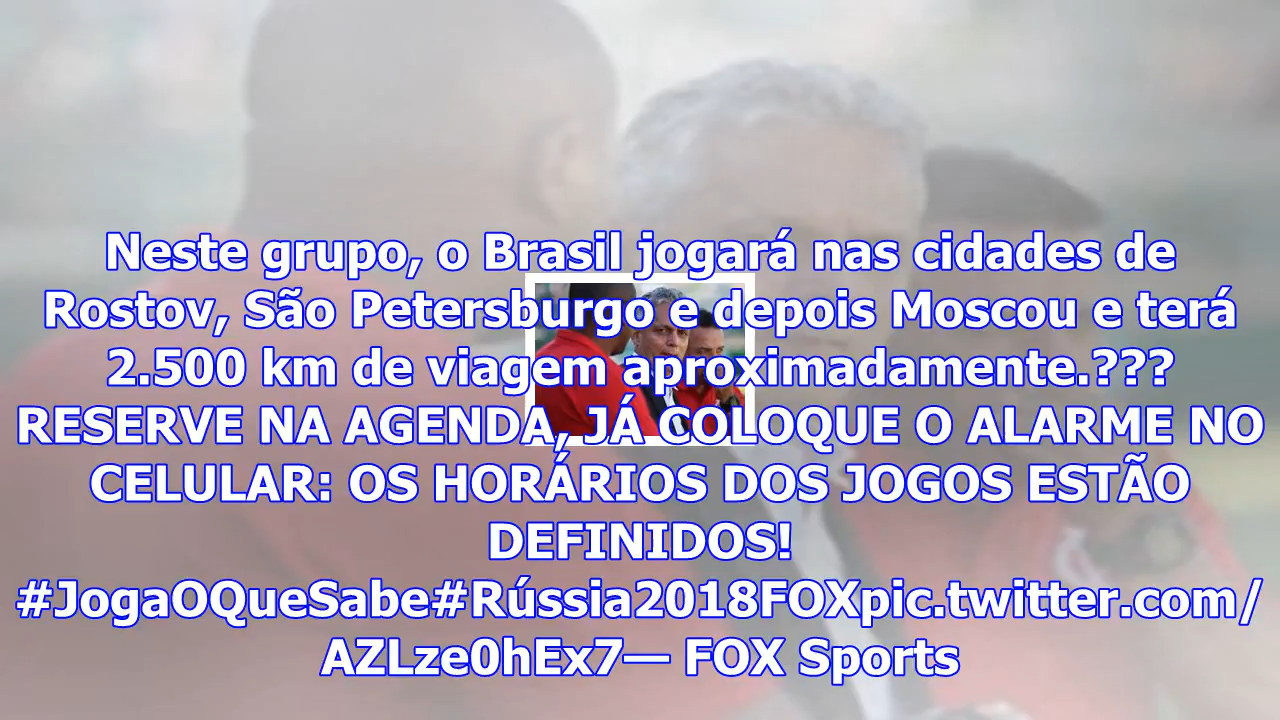 Neste grupo, o Brasil jogará nas cidades de
Rostov, São Petersburgo e depois Moscou e terá
2.500 km de viagem aproximadamente.???
RESERVE NA AGENDA, JÁ COLOQUE O ALARME NO
CELULAR: OS HORÁRIOS DOS JOGOS ESTÃO
DEFINIDOS!
#JogaOQueSabe#Rússia2018FOXpic.twitter.com/
AZLze0hEx7— FOX Sports